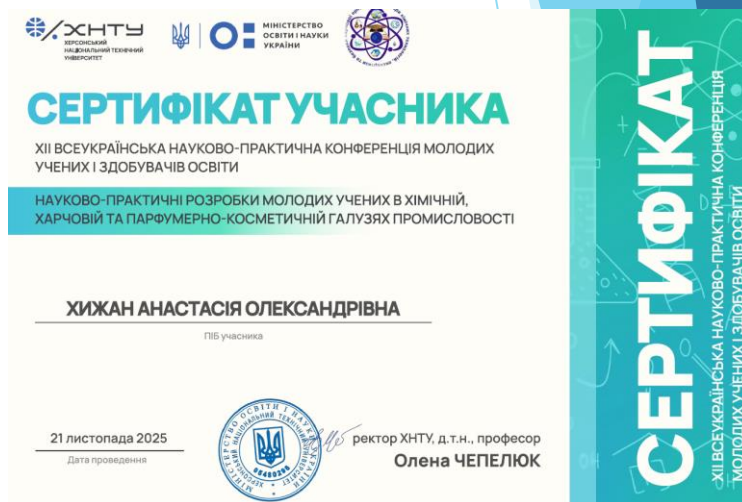 ХНТУ
ХЕРСОНСЬКИЙ
НАЦІОНАЛЬНИЙ ТЕХНІЧНИЙ
УНІВЕРСИТЕТ
МІНІСТЕРСТВО
ОСВІТИ І НАУКИ
УКРАЇНИ
СЕРТИФІКАТ УЧАСНИКА
XII ВСЕУКРАЇНСЬКА НАУКОВО-ПРАКТИЧНА КОНФЕРЕНЦІЯ МОЛОДИХ
УЧЕНИХ І ЗДОБУВАЧІВ ОСВІТИ
НАУКОВО-ПРАКТИЧНІ РОЗРОБКИ МОЛОДИХ УЧЕНИХ В ХІМІЧНІЙ,
ХАРЧОВІЙ ТА ПАРФУМЕРНО-КОСМЕТИЧНІЙ ГАЛУЗЯХ ПРОМИСЛОВОСТІ
ХИЖАН АНАСТАСІЯ ОЛЕКСАНДРІВНА
ПІБ учасника
21 листопада 2025
Дата проведення
ректор ХНТУ, д.т.н., професор
Олена ЧЕПЕЛЮК
СЕРТИФІКАТ
XII ВСЕУКРАЇНСЬКА НАУКОВО-ПРАКТИЧНА КОНФЕРЕНЦІЯ
МОЛОДИХ УЧЕНИХ І ЗДОБУВАЧІВ ОСВІТИ